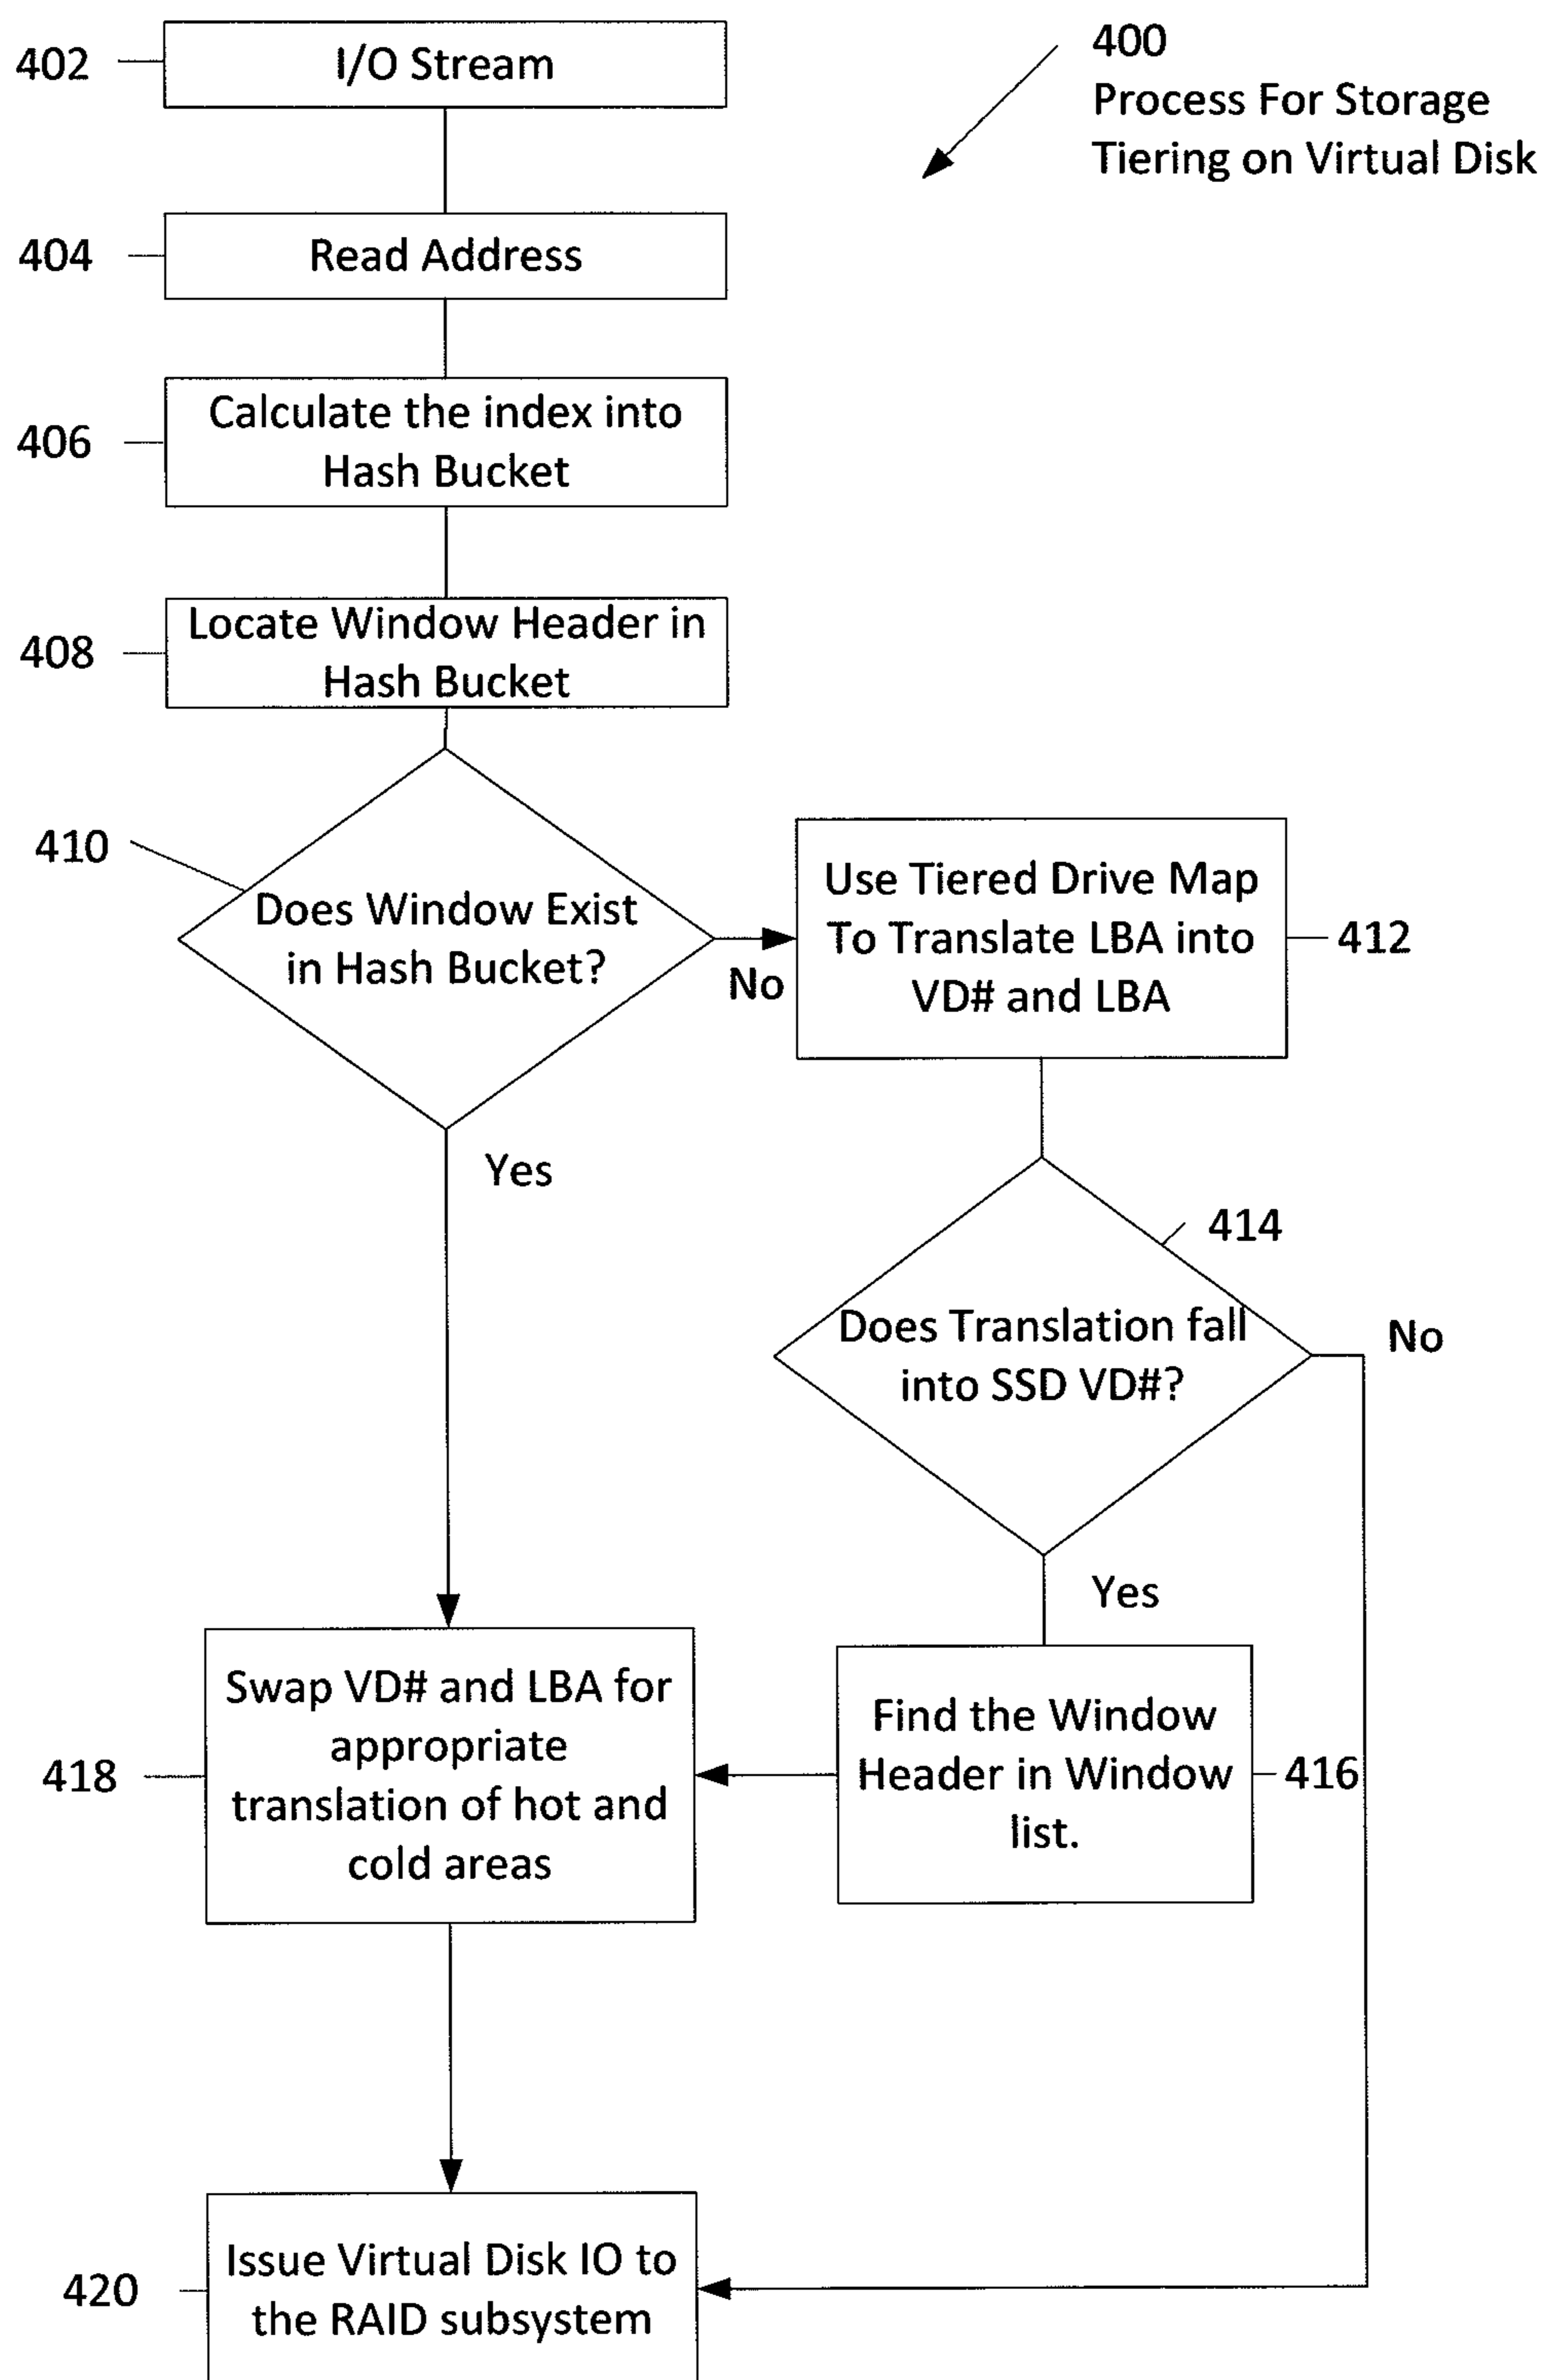 400
Process For Storage
Tiering on Virtual Disk
402
I/O Stream
404
Read Address
406
Calculate the index into
Hash Bucket
408
Locate Window Header in
Hash Bucket
410
Does Window Exist
in Hash Bucket?
No
Yes
Use Tiered Drive Map
To Translate LBA into
VD# and LBA
412
414
Does Translation fall
into SSD VD#?
No
Yes
Find the Window
Header in Window
list.
416
418
Swap VD# and LBA for
appropriate
translation of hot and
cold areas
420
Issue Virtual Disk IO to
the RAID subsystem